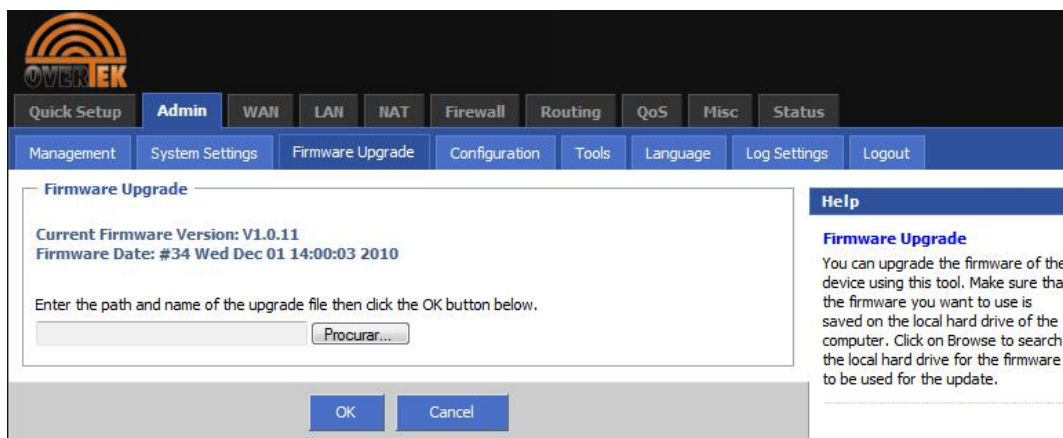 OVERTEK
Quick Setup Admin WAN LAN NAT Firewall Routing QoS Misc Status
Management System Settings Firmware Upgrade Configuration Tools Language Log Settings Logout
Firmware Upgrade
Current Firmware Version: V1.0.11
Firmware Date: #34 Wed Dec 01 14:00:03 2010
Enter the path and name of the upgrade file then click the OK button below.
Procurar...
OK Cancel
Help
Firmware Upgrade
You can upgrade the firmware of the
device using this tool. Make sure tha
the firmware you want to use is
saved on the local hard drive of the
computer. Click on Browse to search
the local hard drive for the firmware
to be used for the update.